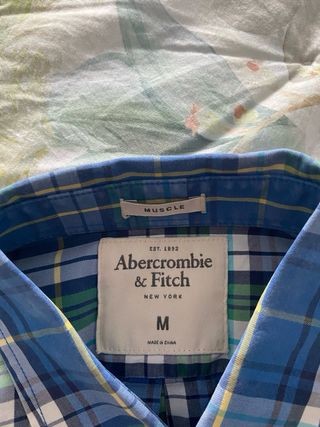 MUSCLE
EST. 1892
Abercrombie
& Fitch
NEW YORK
M
MADE IN CHINA